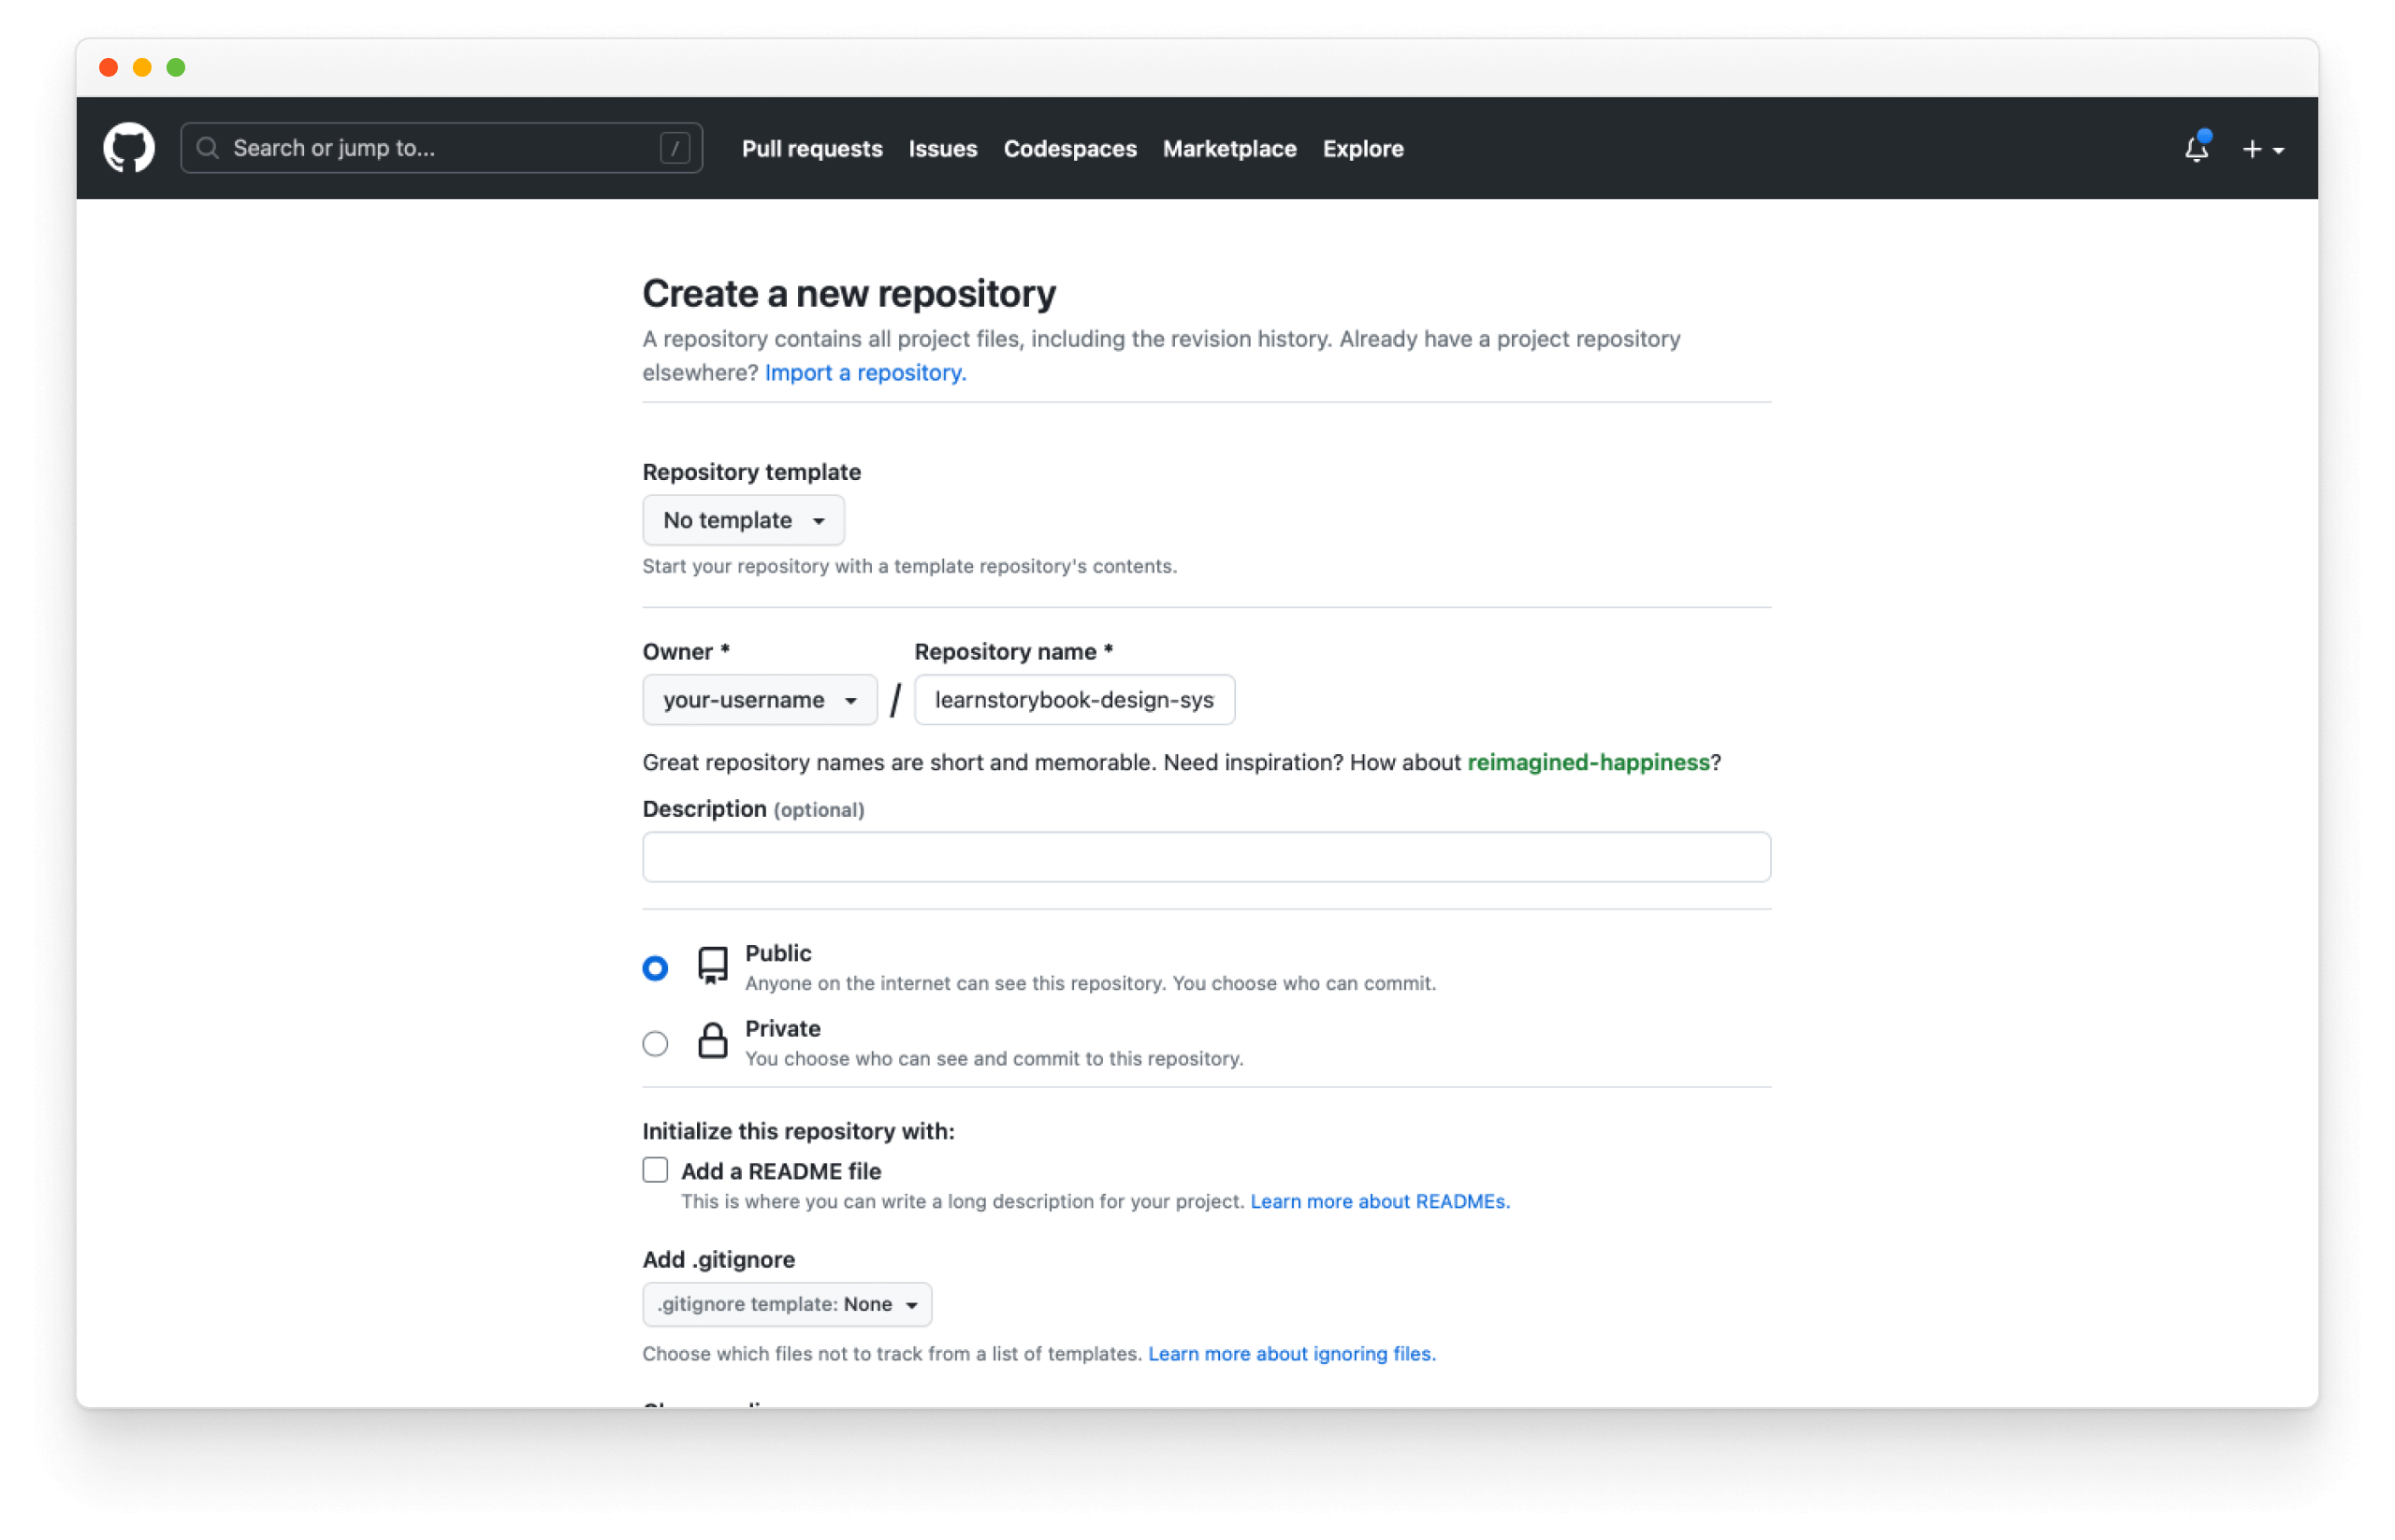 Search or jump to...
/
Pull requests
Issues
Codespaces
Marketplace
Explore
Create a new repository
A repository contains all project files, including the revision history. Already have a project repository
elsewhere? Import a repository.
Repository template
No template
Start your repository with a template repository's contents.
Owner *
Repository name *
your-username
/
learnstorybook-design-sys
Great repository names are short and memorable. Need inspiration? How about reimagined-happiness?
Description (optional)
Public
Anyone on the internet can see this repository. You choose who can commit.
Private
You choose who can see and commit to this repository.
Initialize this repository with:
Add a README file
This is where you can write a long description for your project. Learn more about READMEs.
Add .gitignore
.gitignore template: None
Choose which files not to track from a list of templates. Learn more about ignoring files.